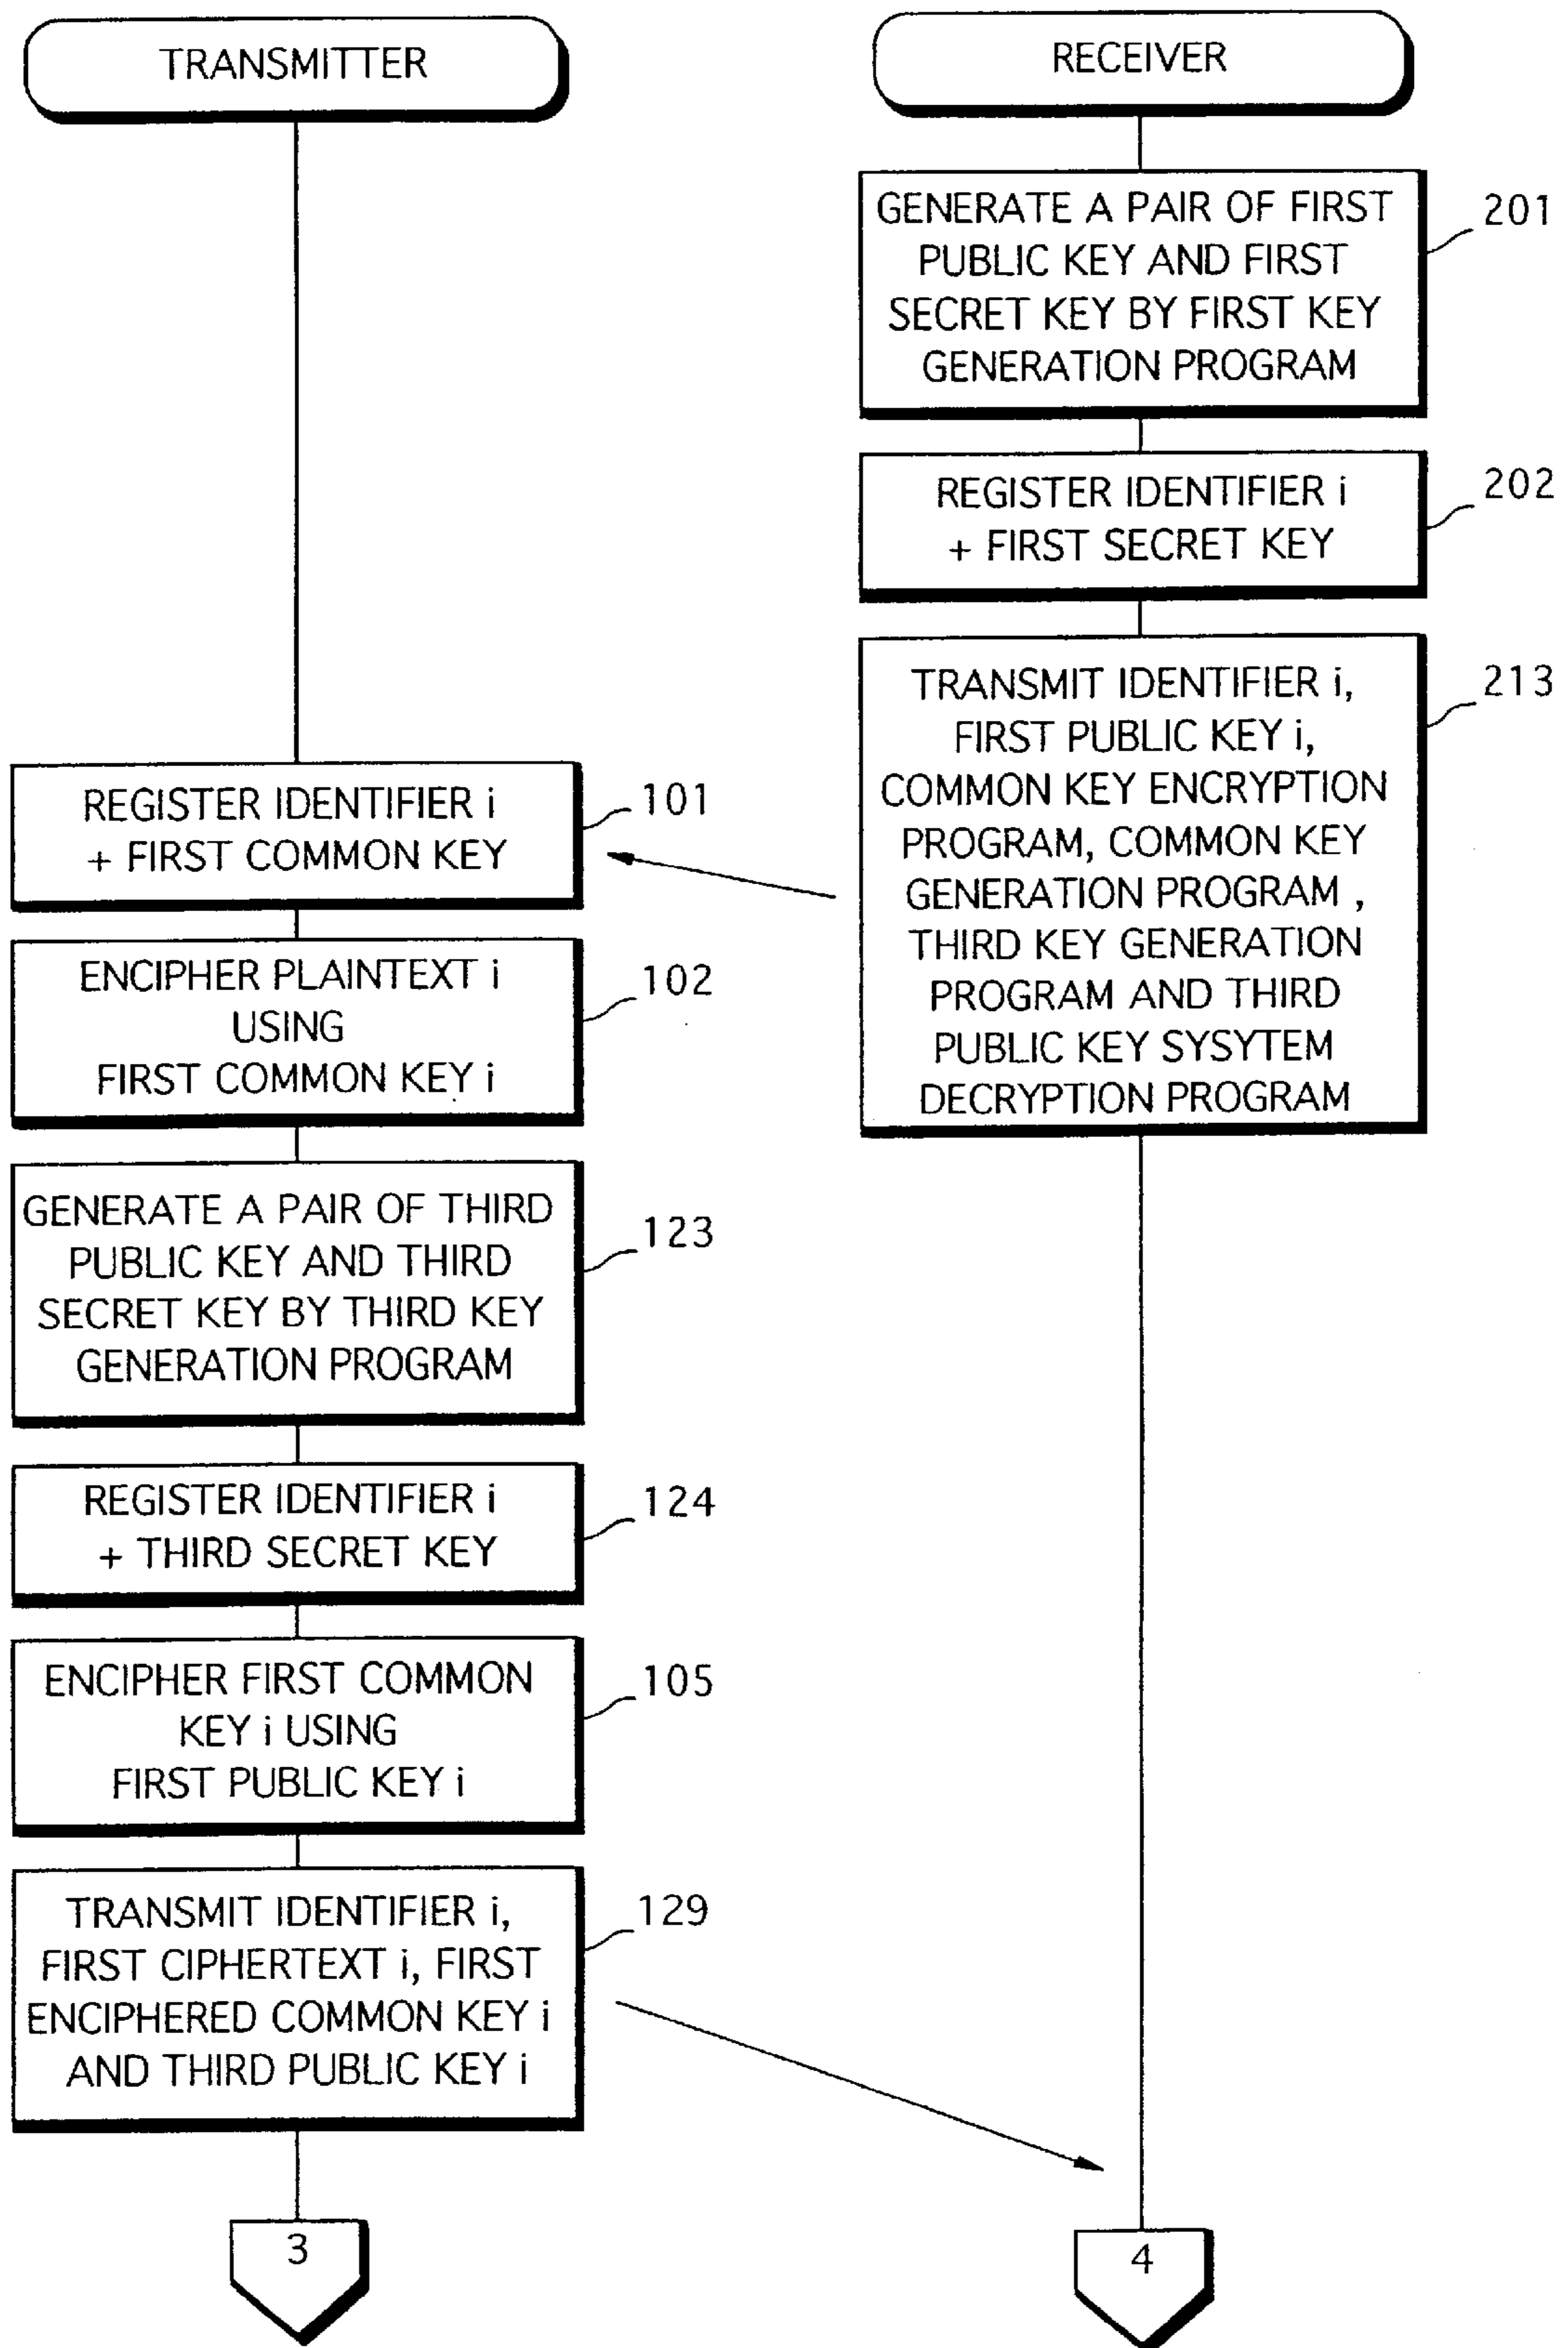 TRANSMITTER
RECEIVER
GENERATE A PAIR OF FIRST
PUBLIC KEY AND FIRST
SECRET KEY BY FIRST KEY
GENERATION PROGRAM
201
REGISTER IDENTIFIER i
+ FIRST SECRET KEY
202
TRANSMIT IDENTIFIER i,
FIRST PUBLIC KEY i,
COMMON KEY ENCRYPTION
PROGRAM, COMMON KEY
GENERATION PROGRAM ,
THIRD KEY GENERATION
PROGRAM AND THIRD
PUBLIC KEY SYSYTEM
DECRYPTION PROGRAM
213
REGISTER IDENTIFIER i
+ FIRST COMMON KEY
101
ENCIPHER PLAINTEXT i
USING
FIRST COMMON KEY i
102
GENERATE A PAIR OF THIRD
PUBLIC KEY AND THIRD
SECRET KEY BY THIRD KEY
GENERATION PROGRAM
123
REGISTER IDENTIFIER i
+ THIRD SECRET KEY
124
ENCIPHER FIRST COMMON
KEY i USING
FIRST PUBLIC KEY i
105
TRANSMIT IDENTIFIER i,
FIRST CIPHERTEXT i, FIRST
ENCIPHERED COMMON KEY i
AND THIRD PUBLIC KEY i
129
3
4